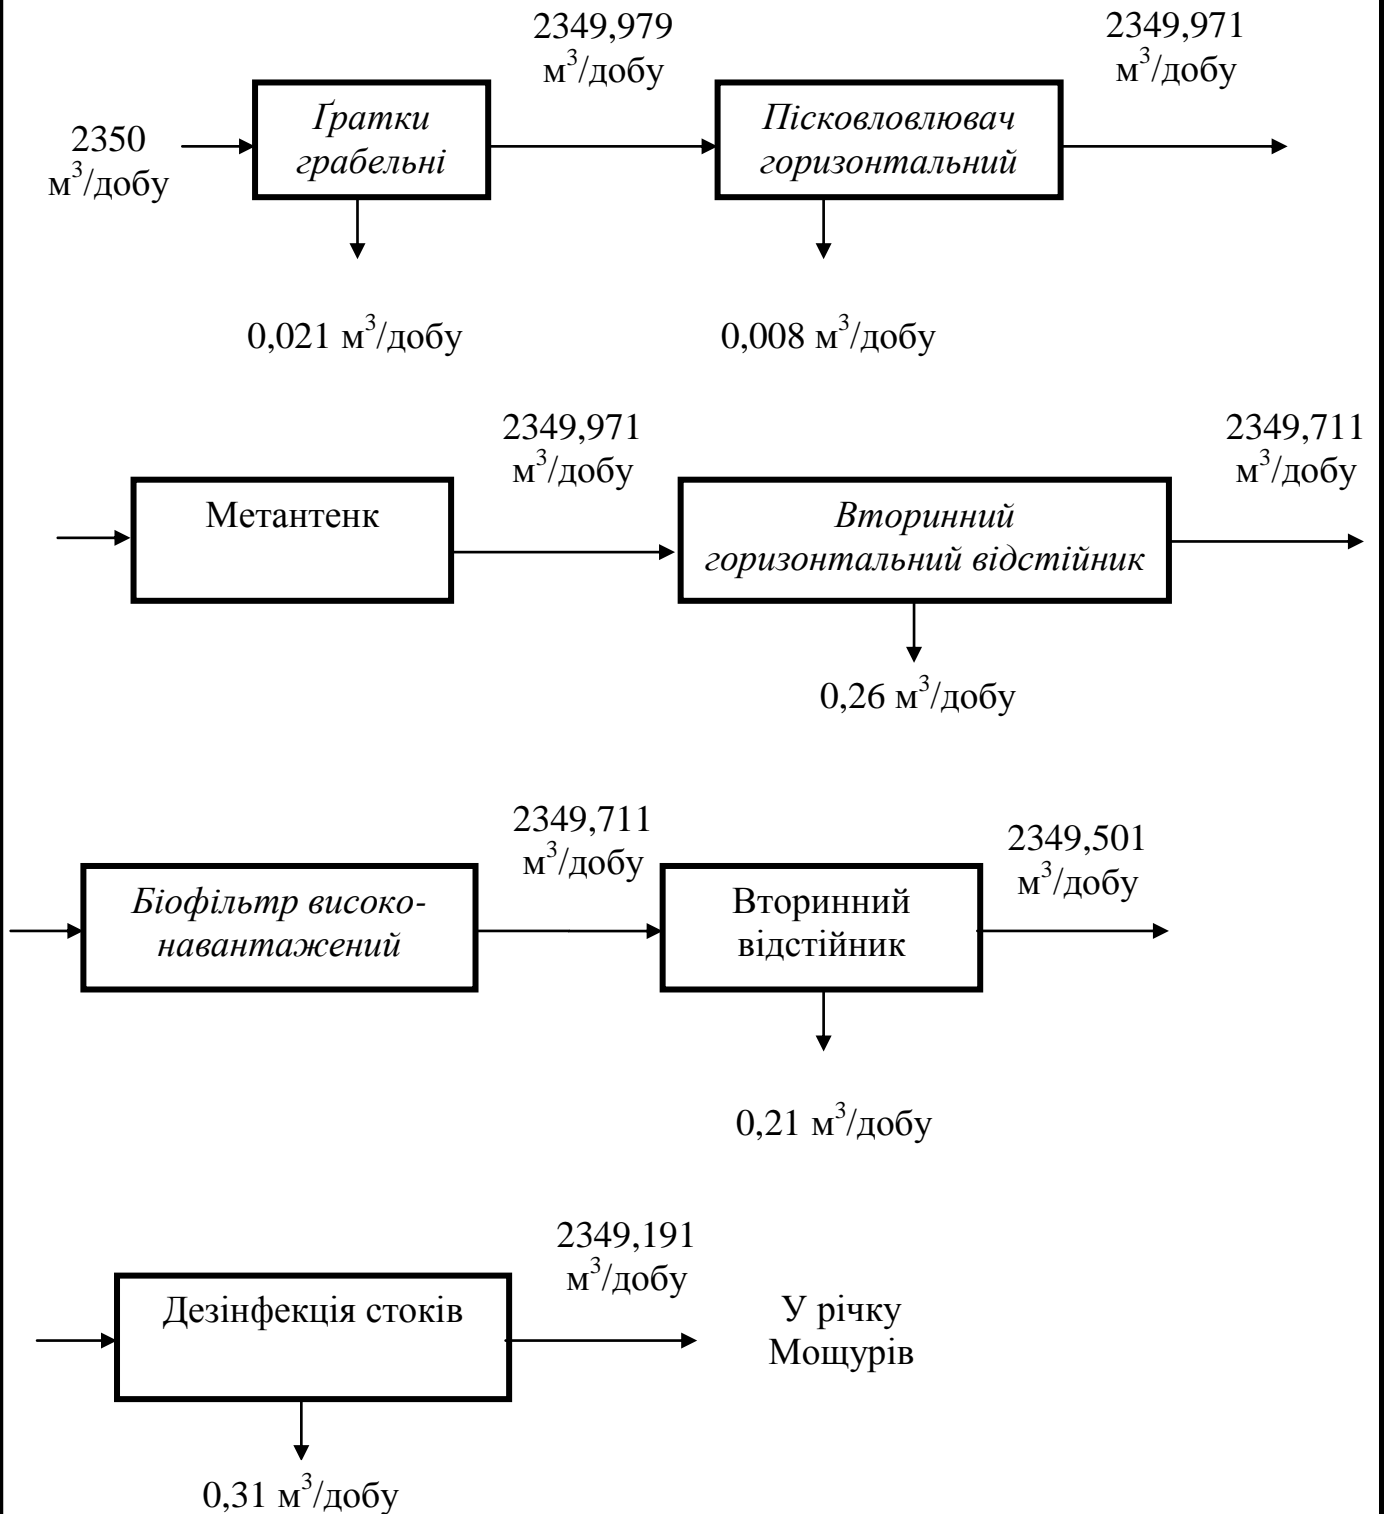 2349,979
м³/добу
2349,971
м³/добу
2350
м³/добу
Ґратки
грабельні
Пісковловлювач
горизонтальний
0,021 м³/добу
0,008 м³/добу
2349,971
м³/добу
2349,711
м³/добу
Метантенк
Вторинний
горизонтальний відстійник
0,26 м³/добу
2349,711
м³/добу
2349,501
м³/добу
Біофільтр високо-
навантажений
Вторинний
відстійник
0,21 м³/добу
2349,191
м³/добу
Дезінфекція стоків
У річку
Мощурів
0,31 м³/добу